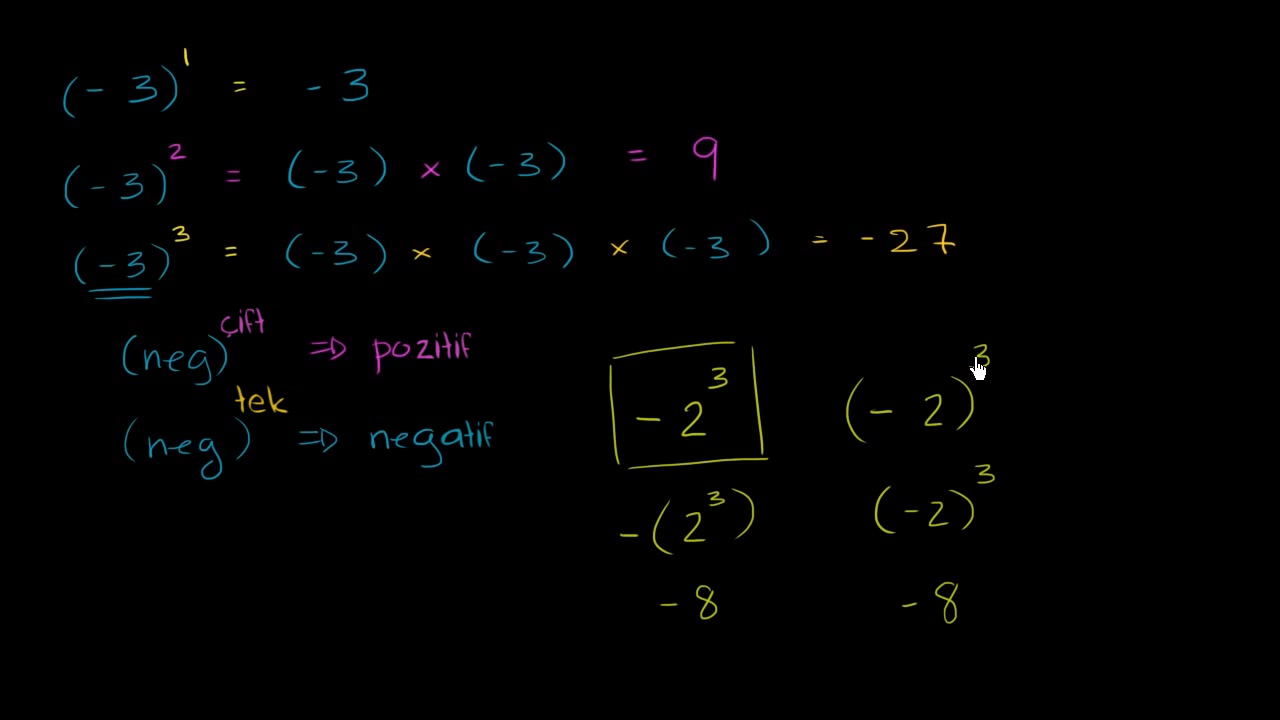 (-3)¹ = -3
(-3)² = (-3) × (-3) = 9
(-3)³ = (-3) × (-3) × (-3) = -27
(neg)^çift ⇒ pozitif
(neg)^tek ⇒ negatif
-2³
-(2³)
-8
(-2)³
(-2)³
-8